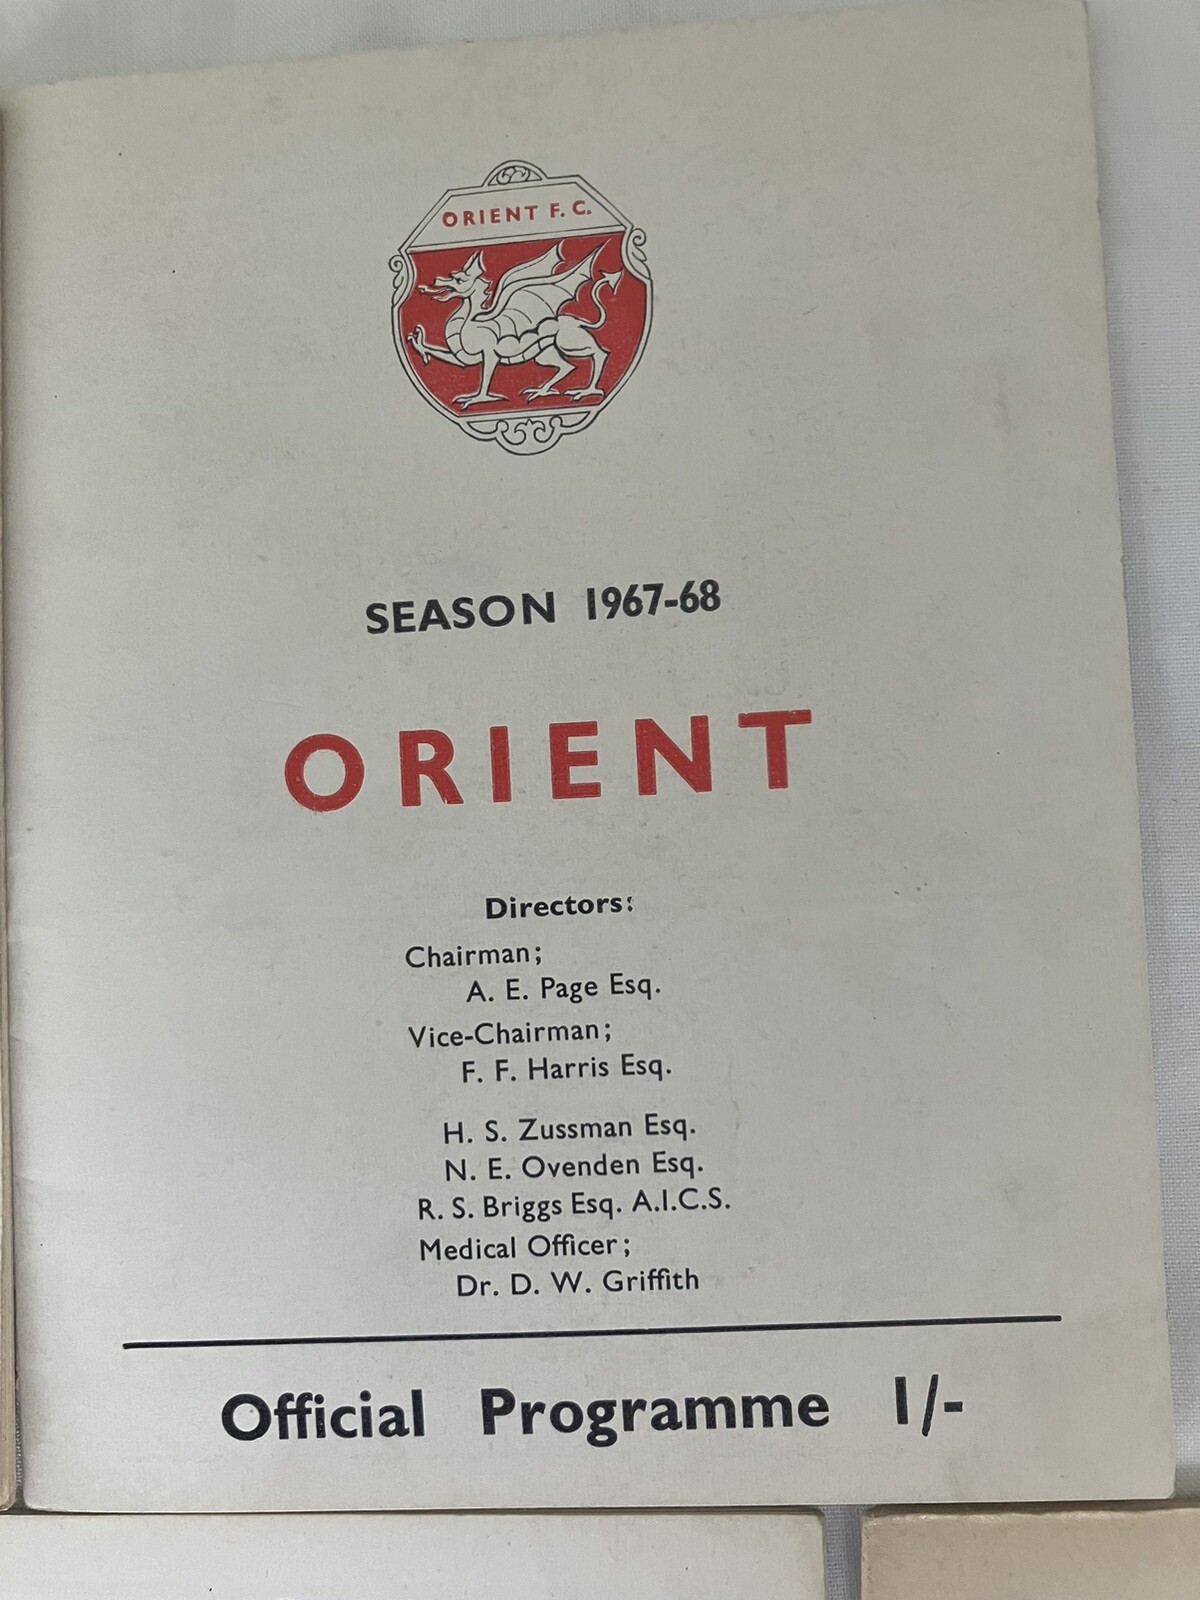 ORIENT F. C.
SEASON 1967-68
ORIENT
Directors:
Chairman;
A. E. Page Esq.
Vice-Chairman;
F. F. Harris Esq.
H. S. Zussman Esq.
N. E. Ovenden Esq.
R. S. Briggs Esq. A.I.C.S.
Medical Officer;
Dr. D. W. Griffith
Official Programme 1/-